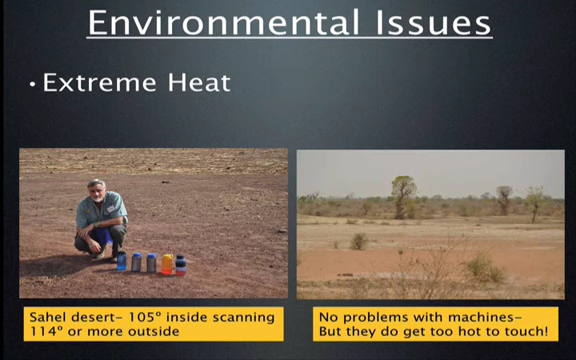 Environmental Issues
• Extreme Heat
Sahel desert– 105° inside scanning
114° or more outside
No problems with machines–
But they do get too hot to touch!